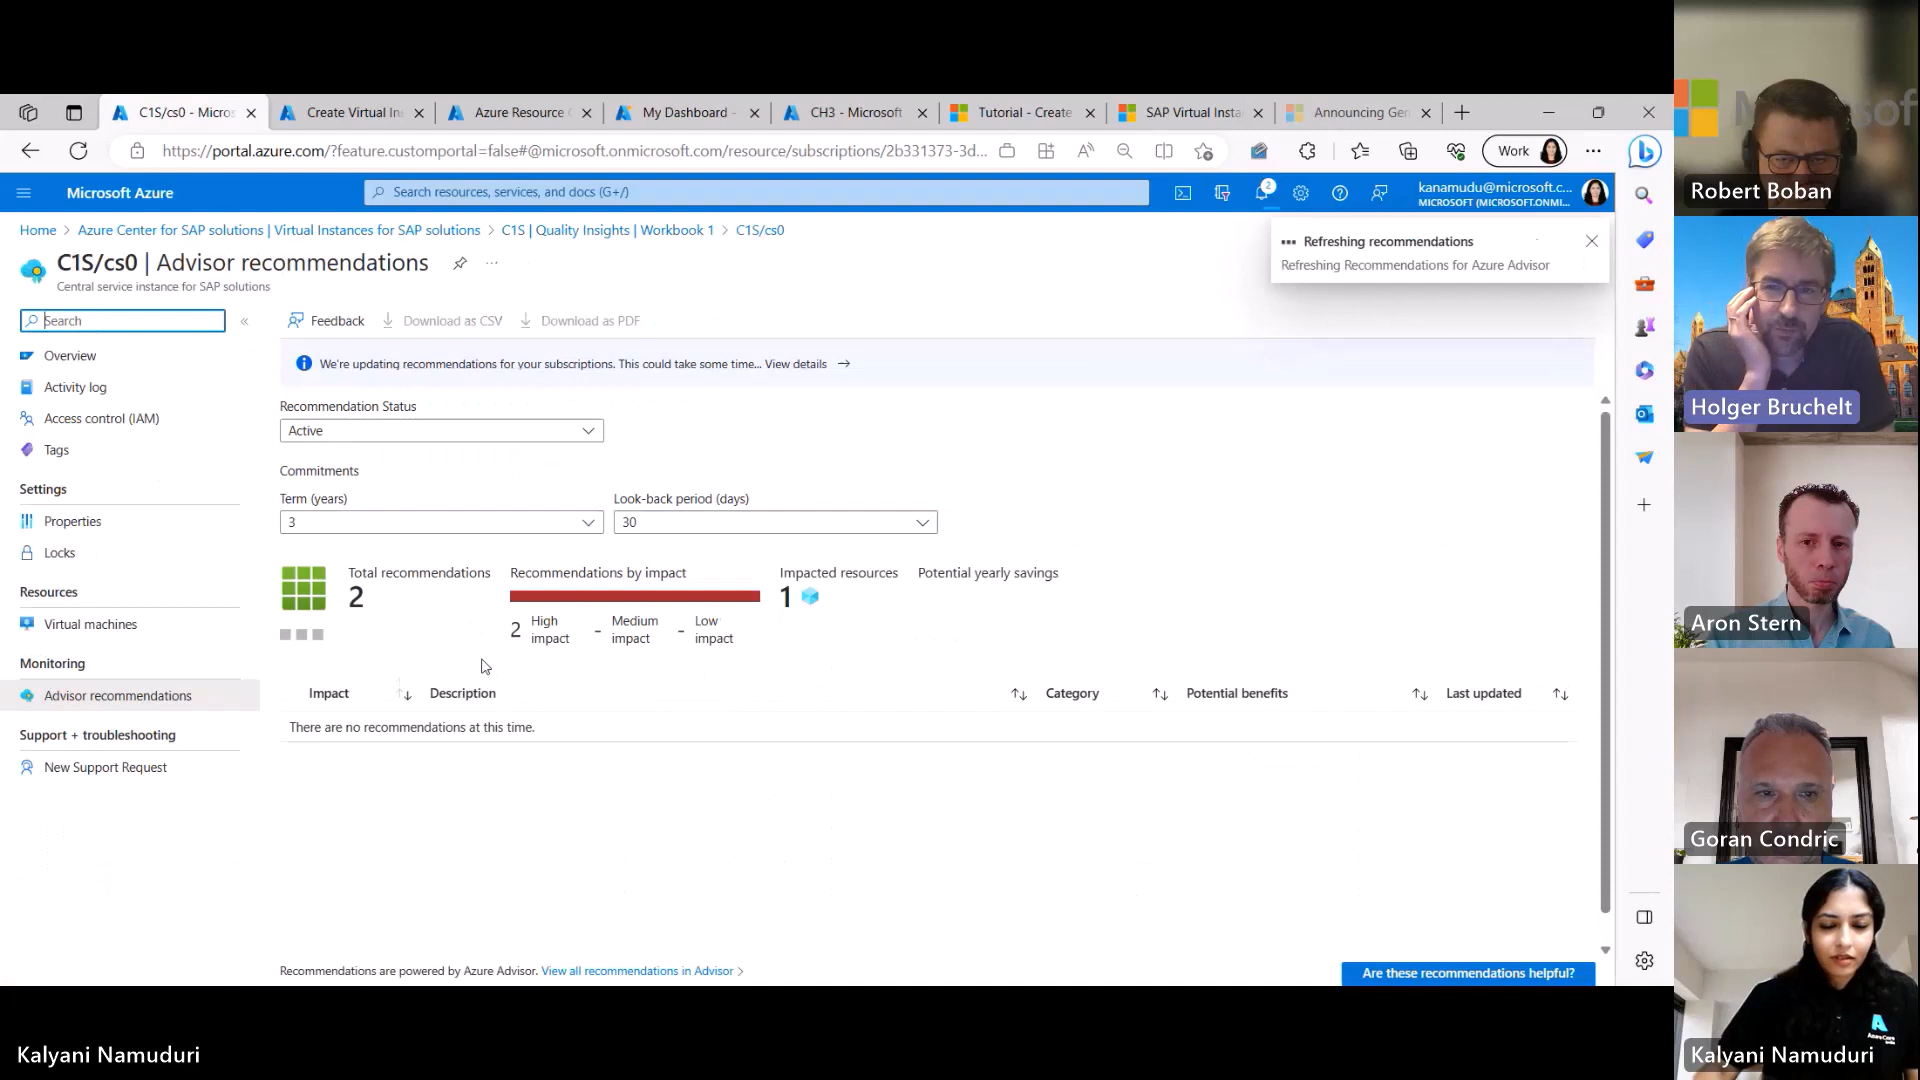 C1S/cs0 - Micros
Create Virtual In
Azure Resource
My Dashboard -
CH3 - Microsoft
Tutorial - Create
SAP Virtual Insta
Announcing Gen
https://portal.azure.com/?feature.customportal=false#@microsoft.onmicrosoft.com/resource/subscriptions/2b331373-3d...
Work
Microsoft Azure
Search resources, services, and docs (G+/)
2
kanamudu@microsoft.c...
MICROSOFT (MICROSOFT.ONMI...
Home > Azure Center for SAP solutions | Virtual Instances for SAP solutions > C1S | Quality Insights | Workbook 1 > C1S/cs0
Refreshing recommendations
Refreshing Recommendations for Azure Advisor
C1S/cs0 | Advisor recommendations
Central service instance for SAP solutions
Search
Overview
Activity log
Access control (IAM)
Tags
Settings
Properties
Locks
Resources
Virtual machines
Monitoring
Advisor recommendations
Support + troubleshooting
New Support Request
Feedback
Download as CSV
Download as PDF
We're updating recommendations for your subscriptions. This could take some time... View details →
Recommendation Status
Active
Commitments
Term (years)
Look-back period (days)
3
30
Total recommendations
2
Recommendations by impact
2 High impact
- Medium impact
- Low impact
Impacted resources
1
Potential yearly savings
Impact
Description
Category
Potential benefits
Last updated
There are no recommendations at this time.
Recommendations are powered by Azure Advisor. View all recommendations in Advisor >
Are these recommendations helpful?
Robert Boban
Holger Bruchelt
Aron Stern
Goran Condric
Kalyani Namuduri
Kalyani Namuduri